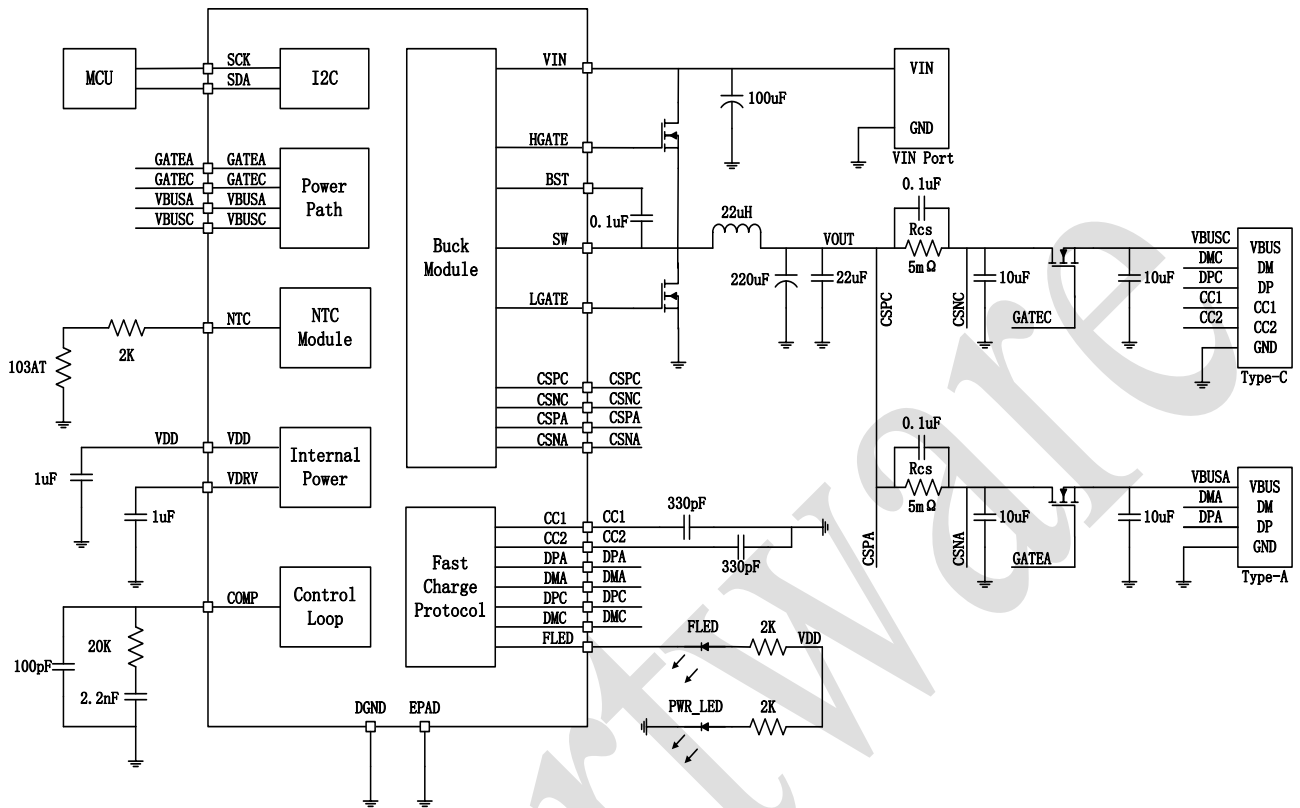 MCU
SCK
SDA
I2C
GATEA
GATEC
VBUSA
VBUSC
GATEA
GATEC
VBUSA
VBUSC
Power
Path
NTC
NTC
Module
2K
103AT
VDD
VDD
VDRV
Internal
Power
1uF
1uF
COMP
Control
Loop
20K
100pF
2.2nF
DGND
EPAD
Buck
Module
VIN
HGATE
BST
SW
LGATE
CSPC
CSNC
CSPA
CSNA
CSPC
CSNC
CSPA
CSNA
Fast
Charge
Protocol
CC1
CC2
DPA
DMA
DPC
DMC
FLED
CC1
CC2
DPA
DMA
DPC
DMC
330pF
330pF
FLED
2K
VDD
PWR_LED
2K
100uF
VIN
GND
VIN Port
0.1uF
22uH
VOUT
220uF
22uF
0.1uF
Rcs
5mΩ
CSPC
CSNC
10uF
GATEC
10uF
VBUSC
DMC
DPC
CC1
CC2
VBUS
DM
DP
CC1
CC2
GND
Type-C
0.1uF
Rcs
5mΩ
CSPA
CSNA
10uF
GATEA
10uF
VBUSA
DMA
DPA
VBUS
DM
DP
GND
Type-A